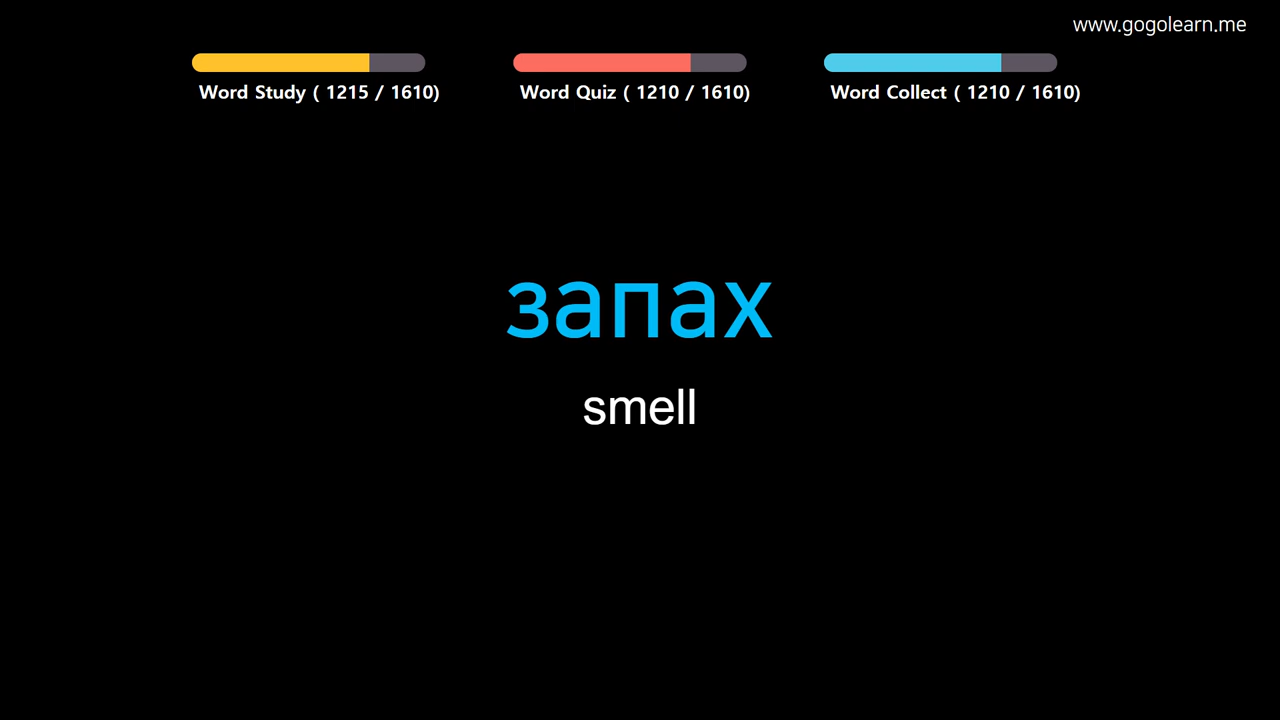 www.gogolearn.me
Word Study ( 1215 / 1610)
Word Quiz ( 1210 / 1610)
Word Collect ( 1210 / 1610)
запах
smell